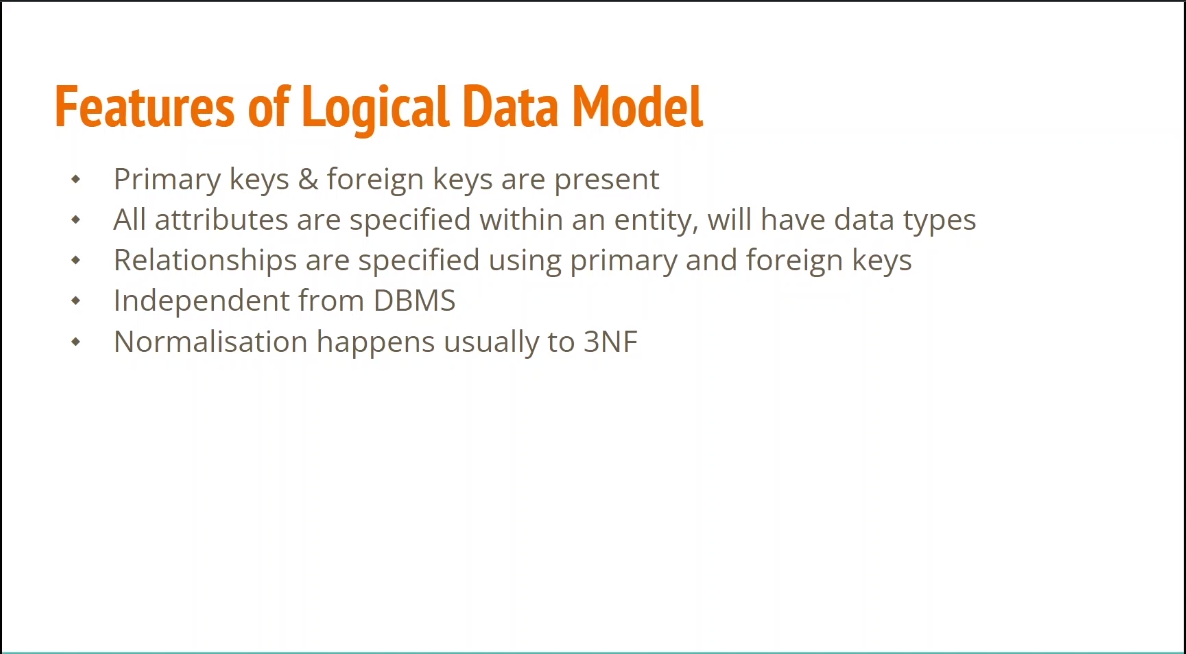 Features of Logical Data Model
Primary keys & foreign keys are present
All attributes are specified within an entity, will have data types
Relationships are specified using primary and foreign keys
Independent from DBMS
Normalisation happens usually to 3NF